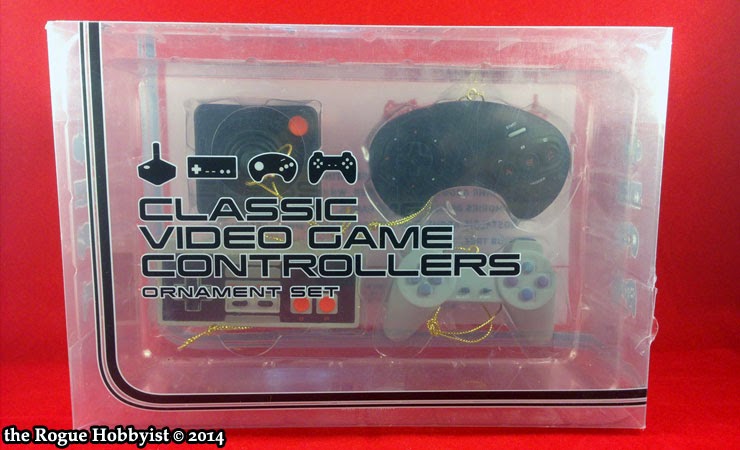 CLASSIC
VIDEO GAME
CONTROLLERS
ORNAMENT SET
the Rogue Hobbyist © 2014